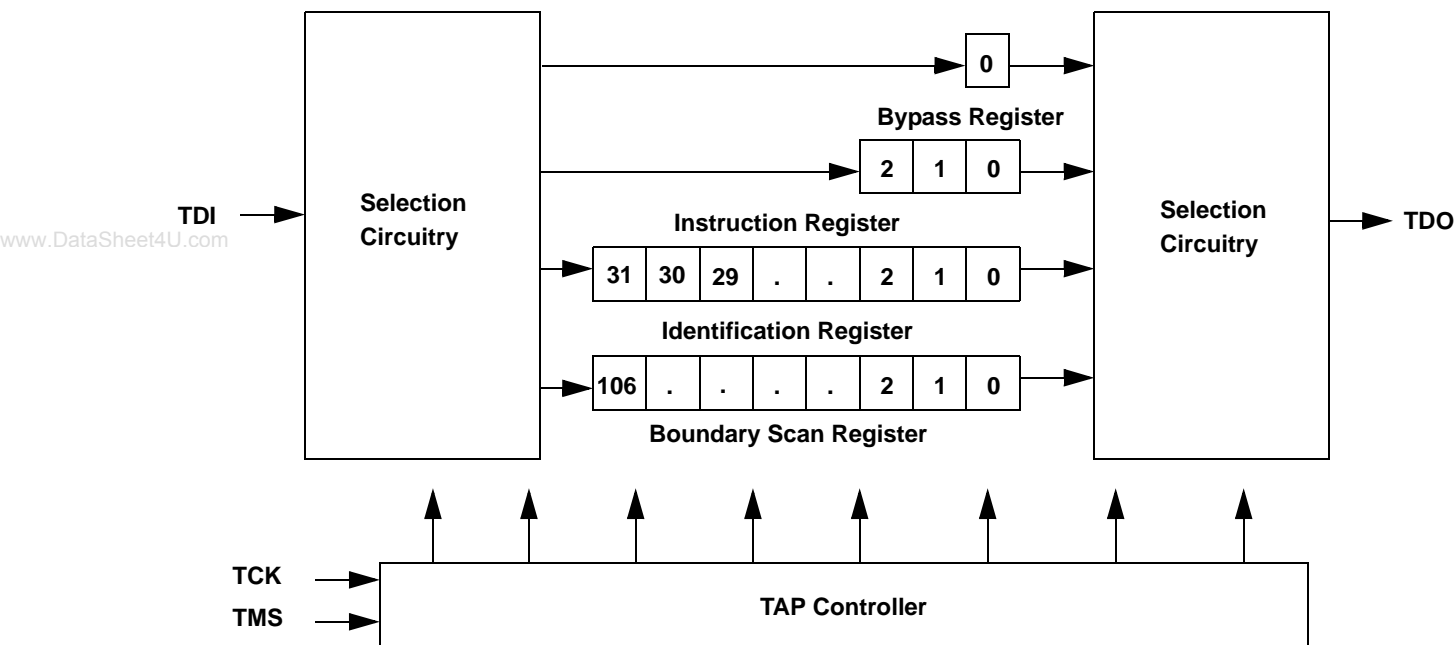 0
Bypass Register
2 1 0
Selection
Circuitry
Selection
Circuitry
TDI
TDO
www.DataSheet4U.com
Instruction Register
31 30 29 . . 2 1 0
Identification Register
106 . . . . 2 1 0
Boundary Scan Register
TCK
TMS
TAP Controller